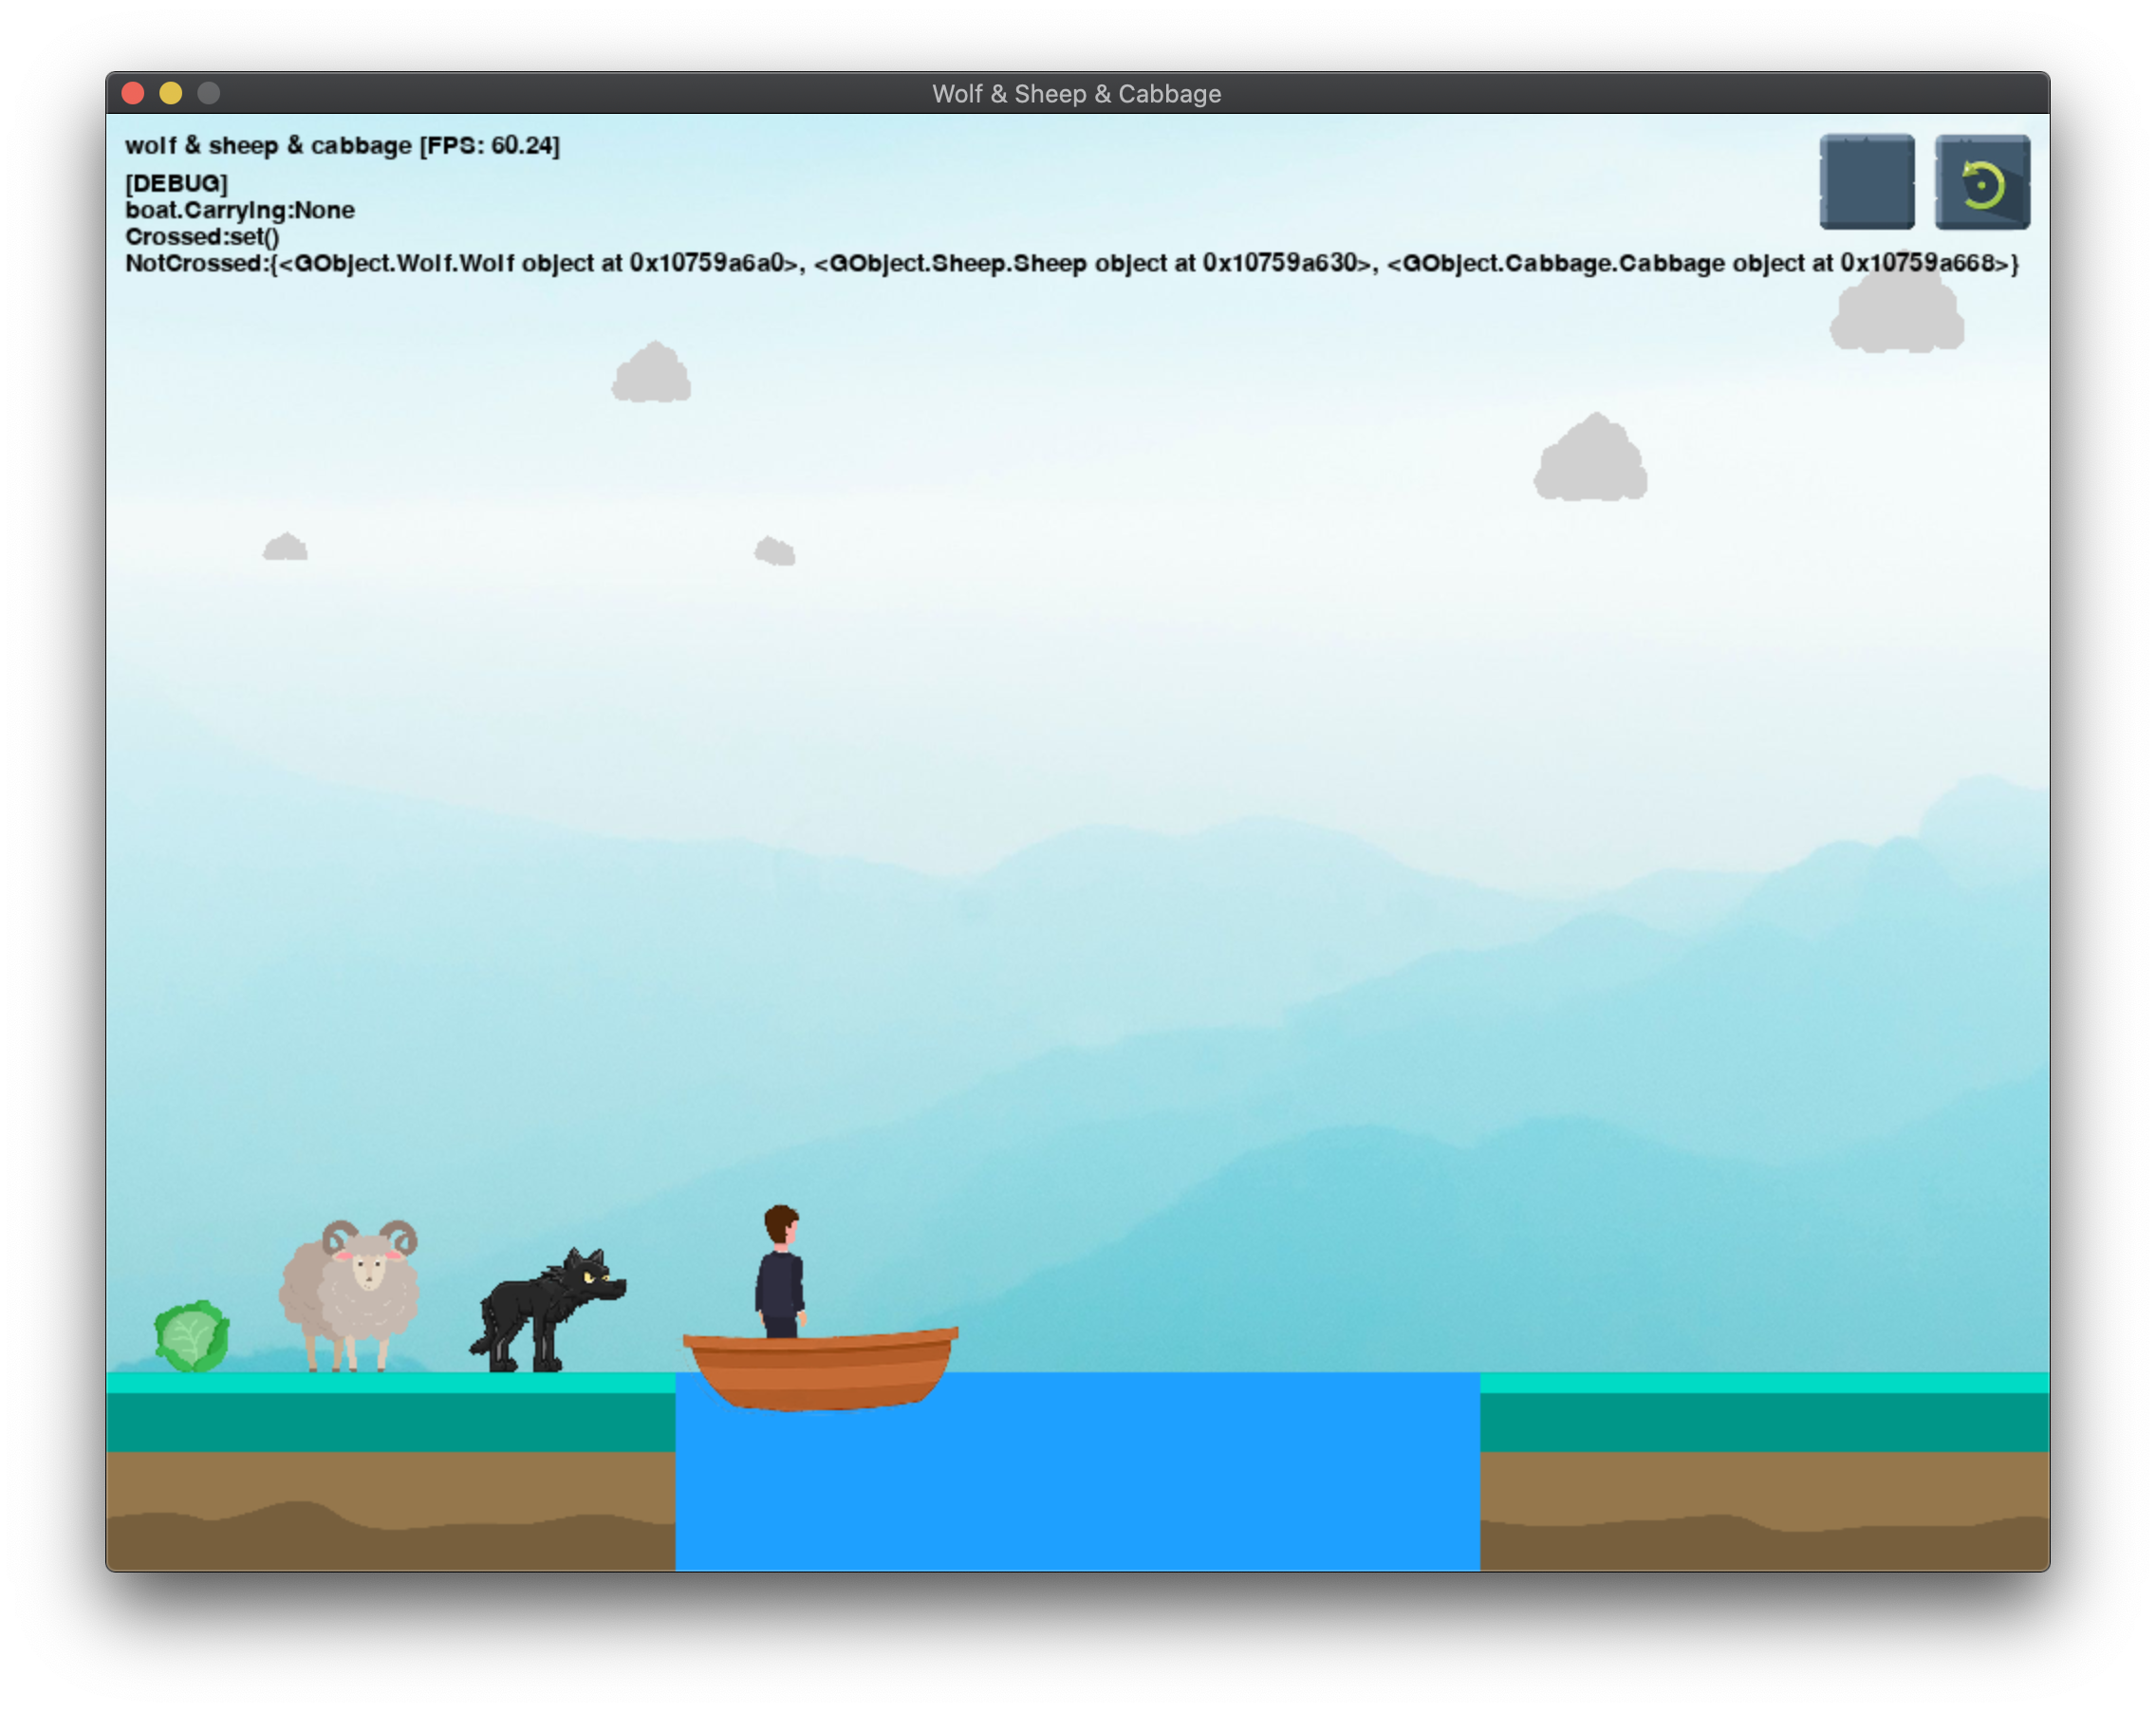 Wolf & Sheep & Cabbage
wolf & sheep & cabbage [FPS: 60.24]
[DEBUG]
boat.Carrying:None
Crossed:set()
NotCrossed:{<GObject.Wolf.Wolf object at 0x10759a6a0>, <GObject.Sheep.Sheep object at 0x10759a630>, <GObject.Cabbage.Cabbage object at 0x10759a668>}